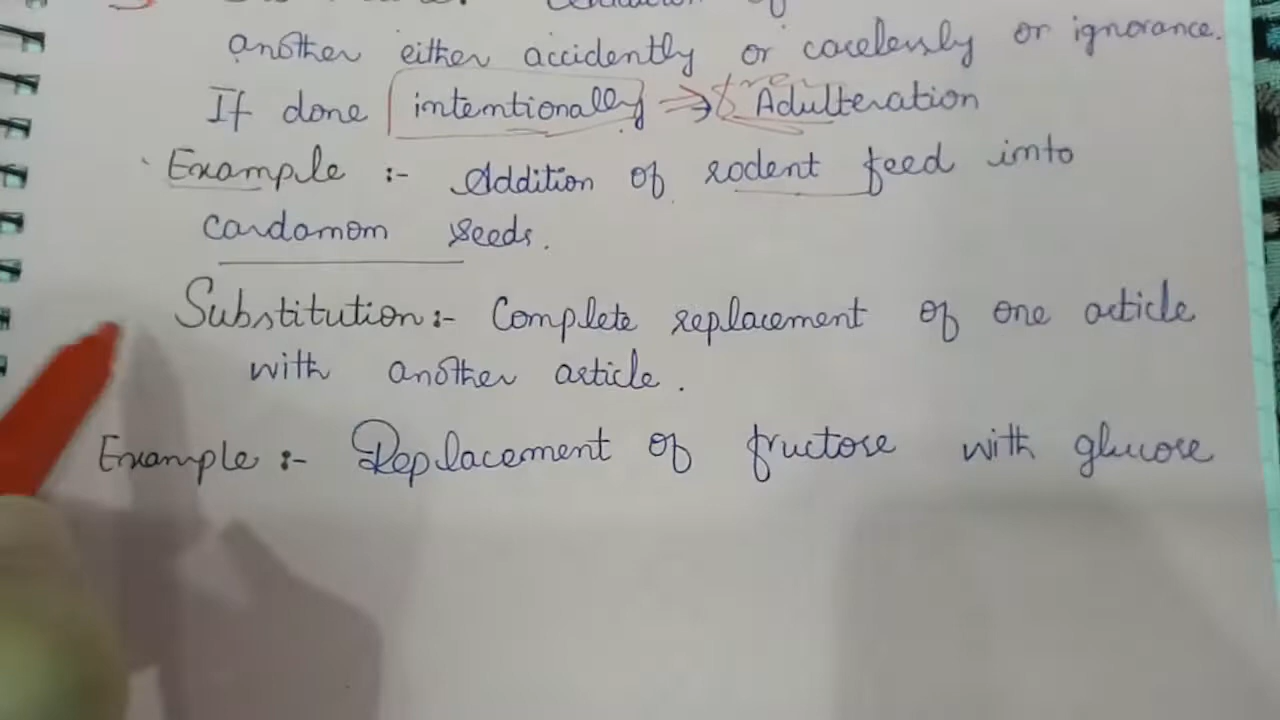 of
another either accidently or carelessly or ignorance.
If done intentionally ⇒ Adulteration
Example :- Addition of rodent feed into
cardamom seeds.
Substitution :- Complete replacement of one article
with another article.
Example :- Replacement of fructose with glucose